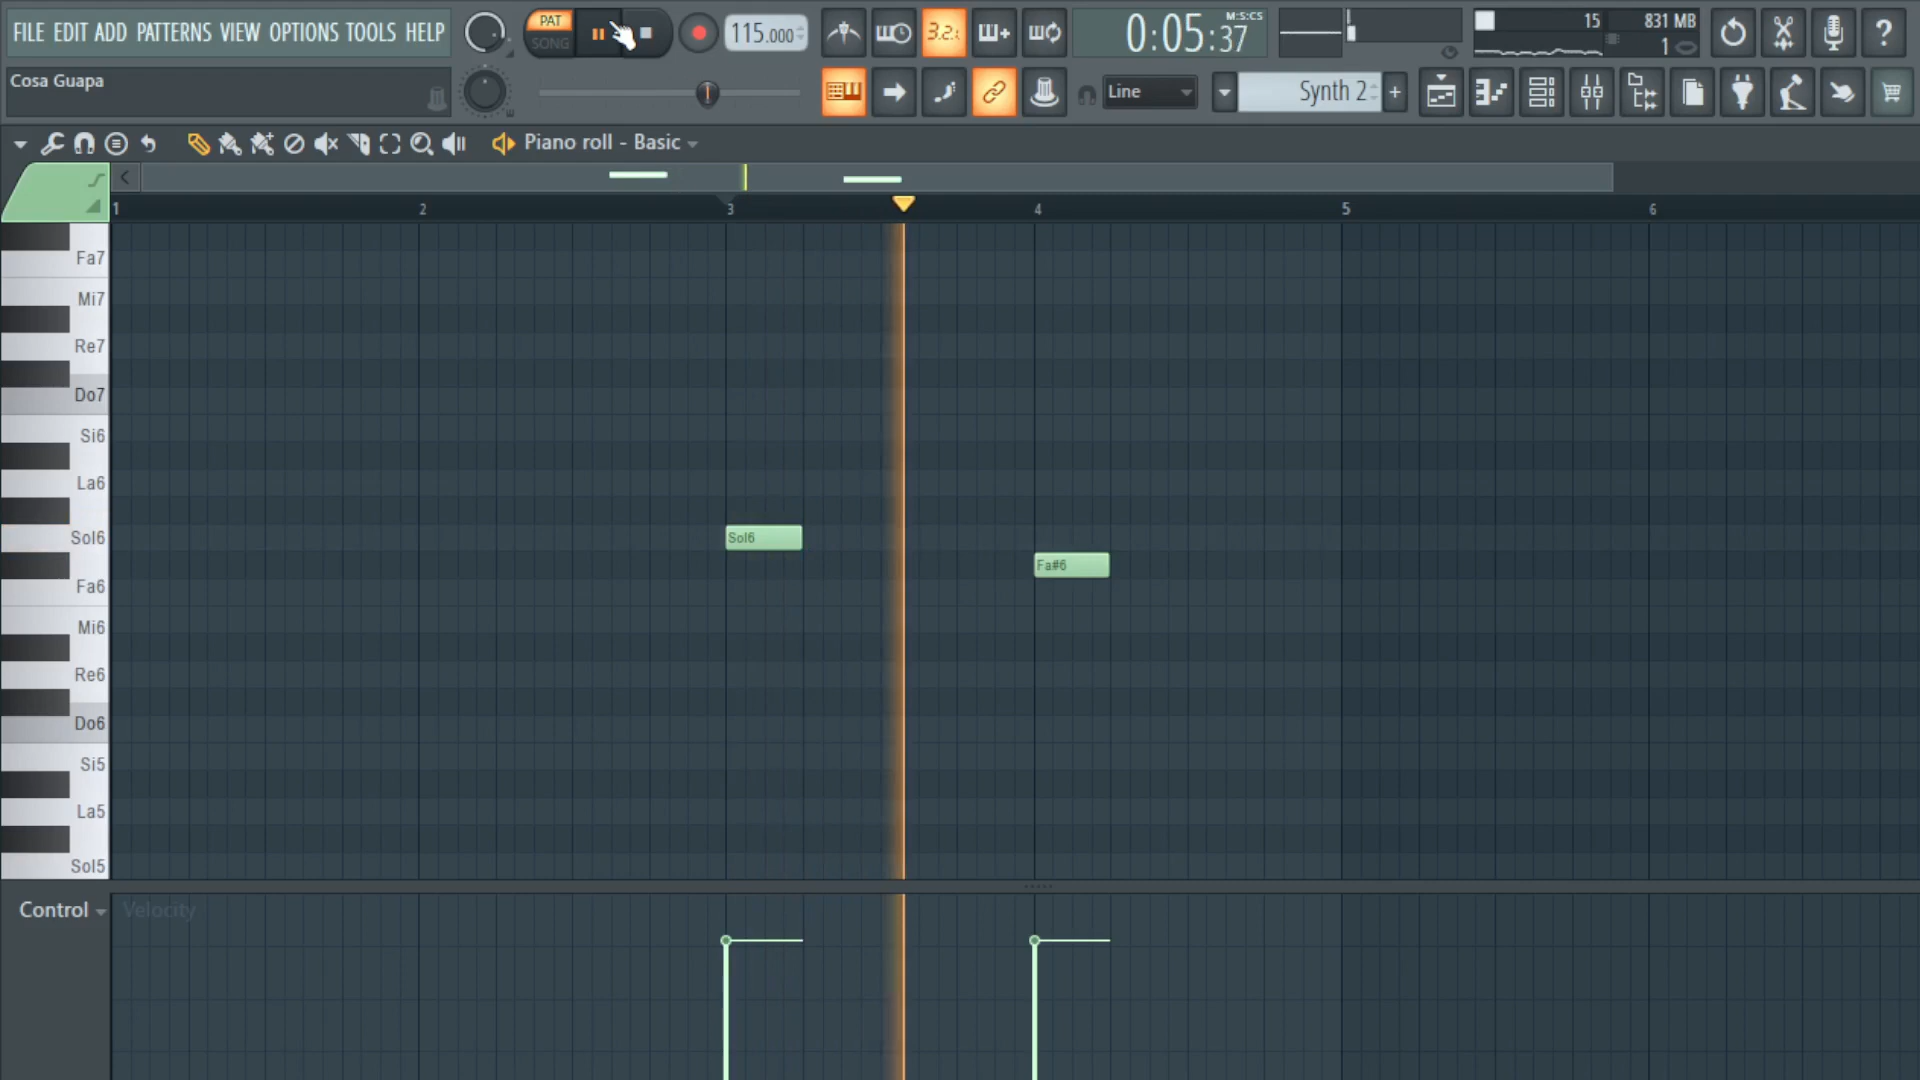 FILE EDIT ADD PATTERNS VIEW OPTIONS TOOLS HELP
PAT
SONG
115.000
3.2.
0:05:37
M:S:CS
15
831 MB
1
Cosa Guapa
Line
Synth 2
Piano roll - Basic
1 2 3 4 5 6
Fa7
Mi7
Re7
Do7
Si6
La6
Sol6
Sol6
Fa#6
Fa6
Mi6
Re6
Do6
Si5
La5
Sol5
Control
Velocity